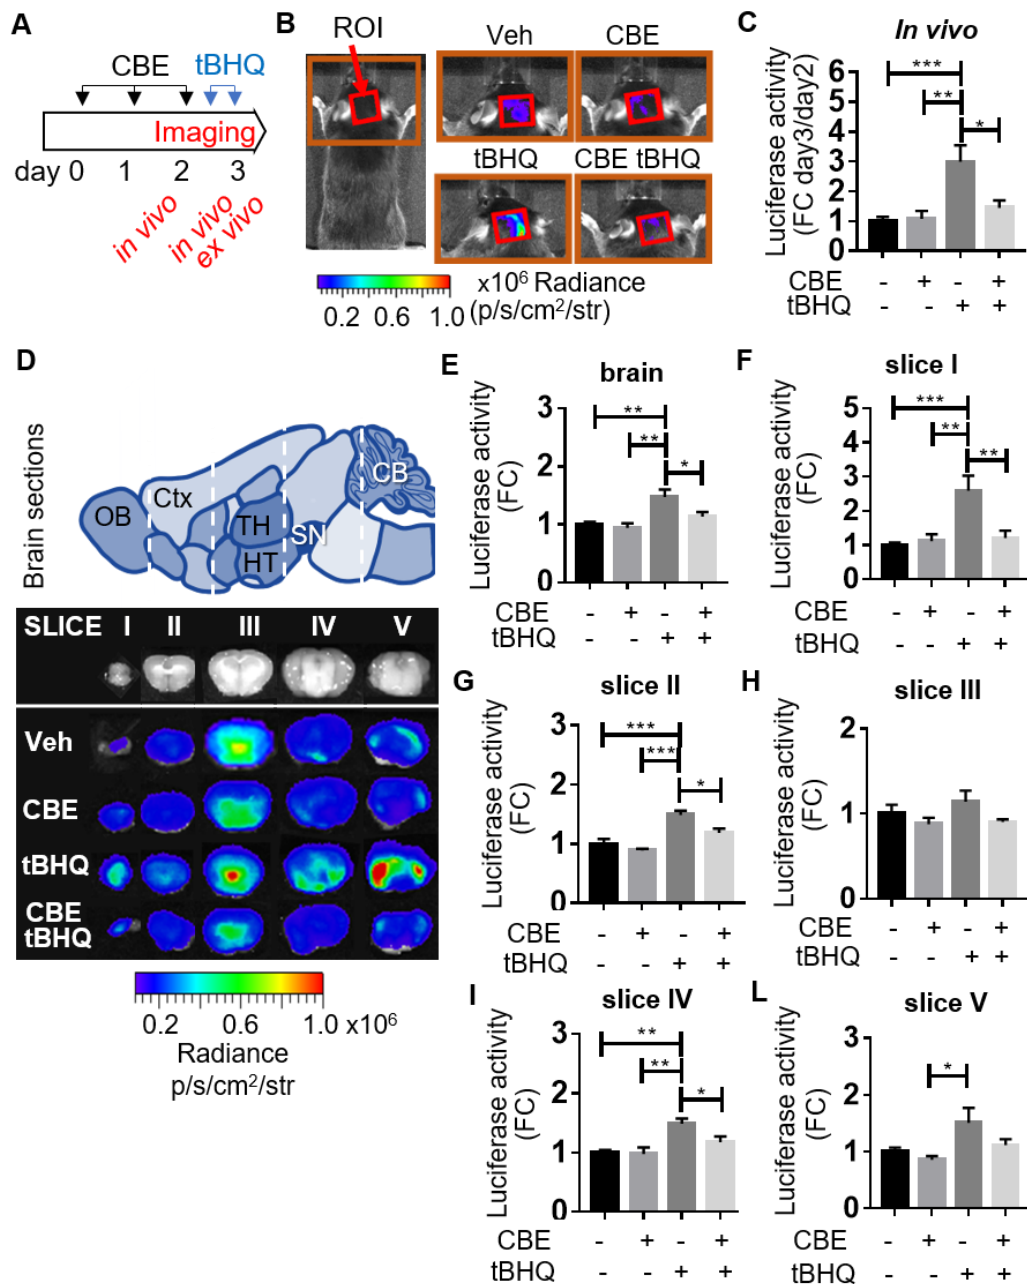 A
CBE
tBHQ
Imaging
day 0 1 2 3
in vivo
in vivo
ex vivo
B
ROI
Veh
CBE
tBHQ
CBE tBHQ
0.2 0.6 1.0
x10⁶ Radiance
(p/s/cm²/str)
C
In vivo
Luciferase activity
(FC day3/day2)
6
5
4
3
2
1
0
***
**
*
CBE - + - +
tBHQ - - + +
D
Brain sections
OB
Ctx
TH
HT
SN
CB
SLICE I II III IV V
Veh
CBE
tBHQ
CBE
tBHQ
0.2 0.6 1.0 x10⁶
Radiance
p/s/cm²/str
E
brain
Luciferase activity
(FC)
3
2
1
0
**
**
*
CBE - + - +
tBHQ - - + +
F
slice I
Luciferase activity
(FC)
5
4
3
2
1
0
***
**
**
CBE - + - +
tBHQ - - + +
G
slice II
Luciferase activity
(FC)
3
2
1
0
***
***
*
CBE - + - +
tBHQ - - + +
H
slice III
Luciferase activity
(FC)
2
1
0
CBE - + - +
tBHQ - - + +
I
slice IV
Luciferase activity
(FC)
3
2
1
0
**
**
*
CBE - + - +
tBHQ - - + +
L
slice V
Luciferase activity
(FC)
3
2
1
0
*
CBE - + - +
tBHQ - - + +